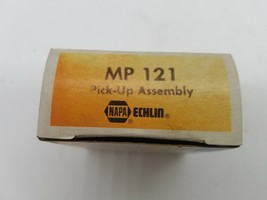 MP 121
Pick-Up Assembly
NAPA® ECHLIN®